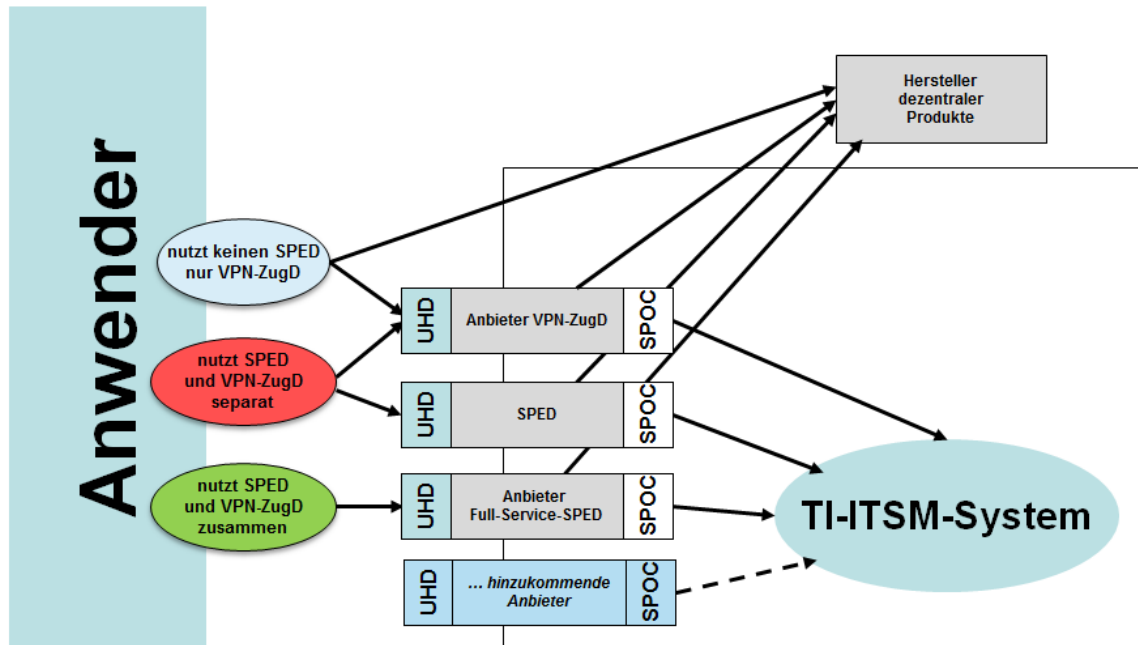 Anwender
Hersteller
dezentraler
Produkte
nutzt keinen SPED
nur VPN-ZugD
UHD
Anbieter VPN-ZugD
SPOC
nutzt SPED
und VPN-ZugD
separat
UHD
SPED
SPOC
nutzt SPED
und VPN-ZugD
zusammen
UHD
Anbieter
Full-Service-SPED
SPOC
TI-ITSM-System
UHD
... hinzukommende
Anbieter
SPOC